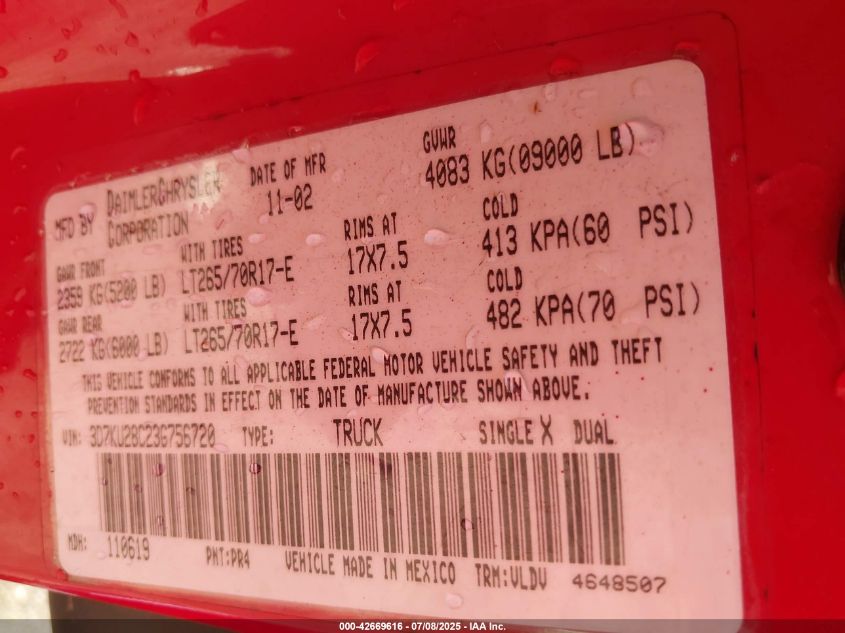 MFD BY DAIMLERCHRYSLER CORPORATION DATE OF MFR 11-02 GVWR 4083 KG(09000 LB)
GAWR FRONT WITH TIRES RIMS AT COLD
2359 KG(5200 LB) LT265/70R17-E 17X7.5 413 KPA(60 PSI)
GAWR REAR WITH TIRES RIMS AT COLD
2722 KG(6000 LB) LT265/70R17-E 17X7.5 482 KPA(70 PSI)
THIS VEHICLE CONFORMS TO ALL APPLICABLE FEDERAL MOTOR VEHICLE SAFETY AND THEFT
PREVENTION STANDARDS IN EFFECT ON THE DATE OF MANUFACTURE SHOWN ABOVE.
VIN: 3D7KU28C23G756720 TYPE: TRUCK SINGLE X DUAL
MDH: 110619 PNT:PR4 VEHICLE MADE IN MEXICO TRM:VLDV 4648507
000-42669616 - 07/08/2025 - IAA Inc.